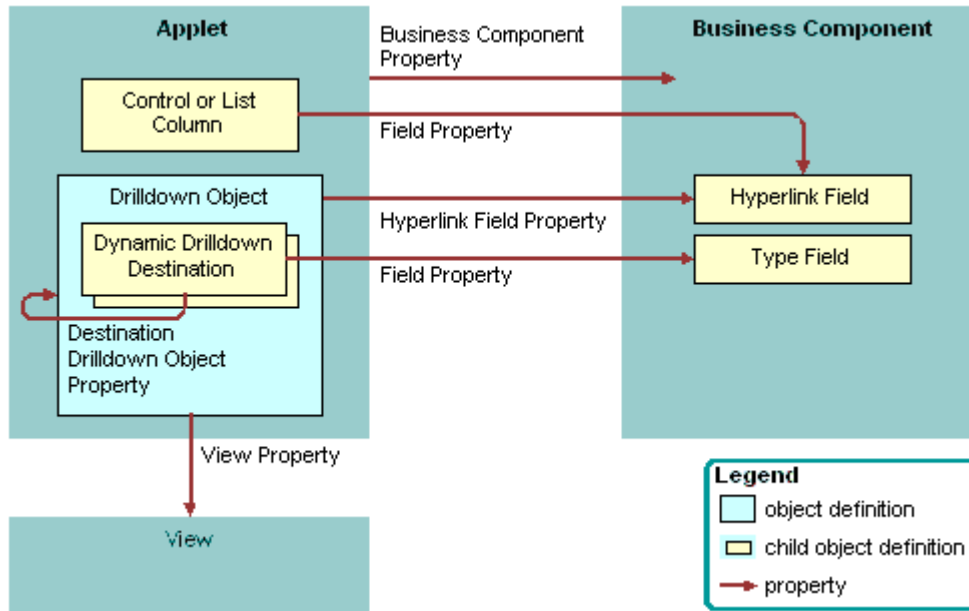 Applet
Business Component
Property
Business Component
Control or List
Column
Field Property
Drilldown Object
Hyperlink Field
Hyperlink Field Property
Dynamic Drilldown
Destination
Type Field
Field Property
Destination
Drilldown Object
Property
View Property
View
Legend
object definition
child object definition
property